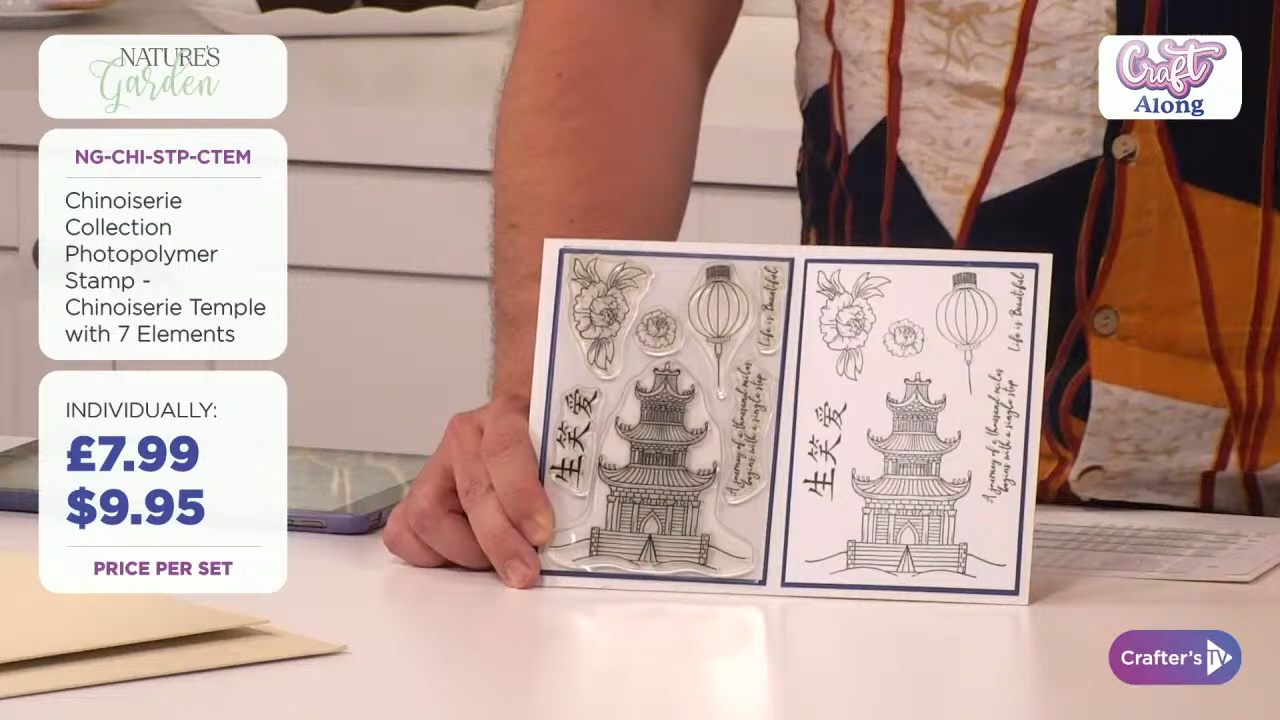 NATURE'S
Garden
NG-CHI-STP-CTEM
Chinoiserie
Collection
Photopolymer
Stamp -
Chinoiserie Temple
with 7 Elements
INDIVIDUALLY:
£7.99
$9.95
PRICE PER SET
Craft
Along
Life is Beautiful
A journey of a thousand miles
begins with a single step
爱
笑
生
Life is Beautiful
A journey of a thousand miles
begins with a single step
爱
笑
生
Crafter's TV